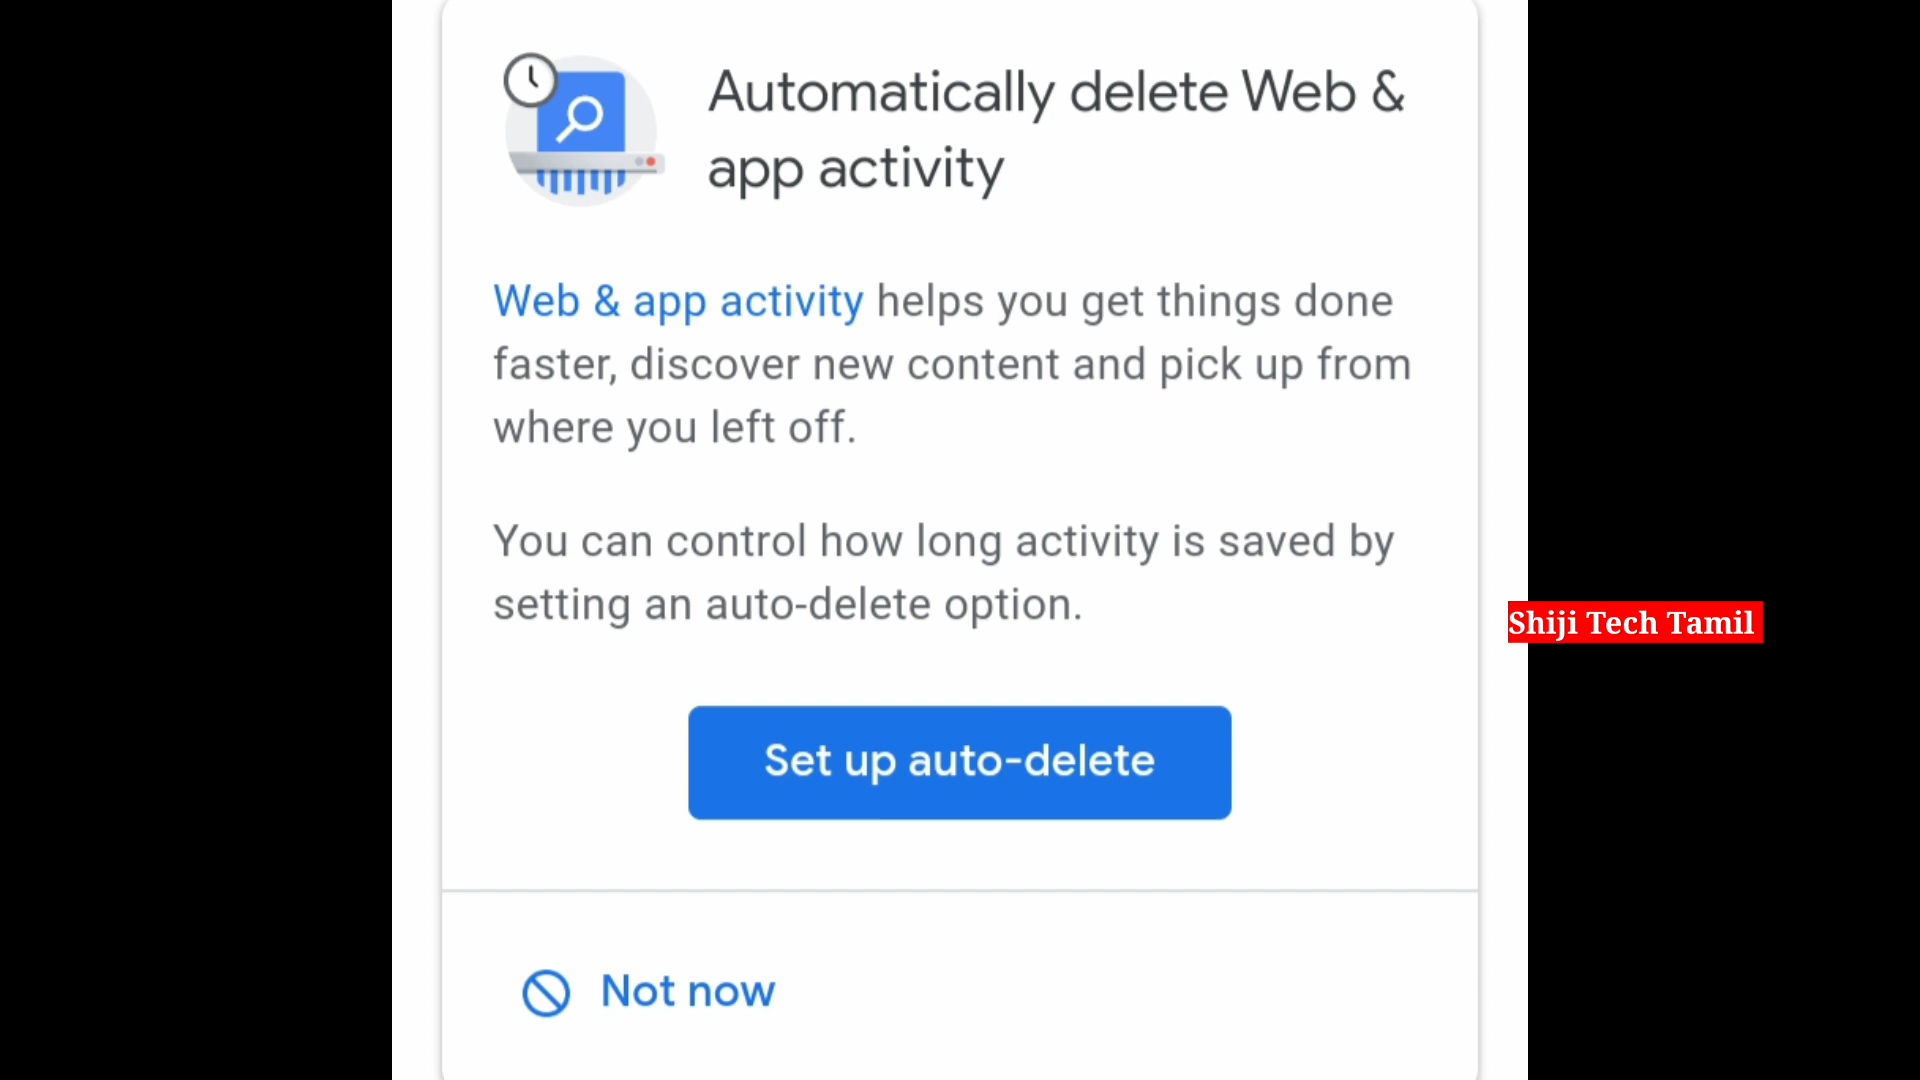 Automatically delete Web &
app activity
Web & app activity helps you get things done
faster, discover new content and pick up from
where you left off.
You can control how long activity is saved by
setting an auto-delete option.
Shiji Tech Tamil
Set up auto-delete
Not now